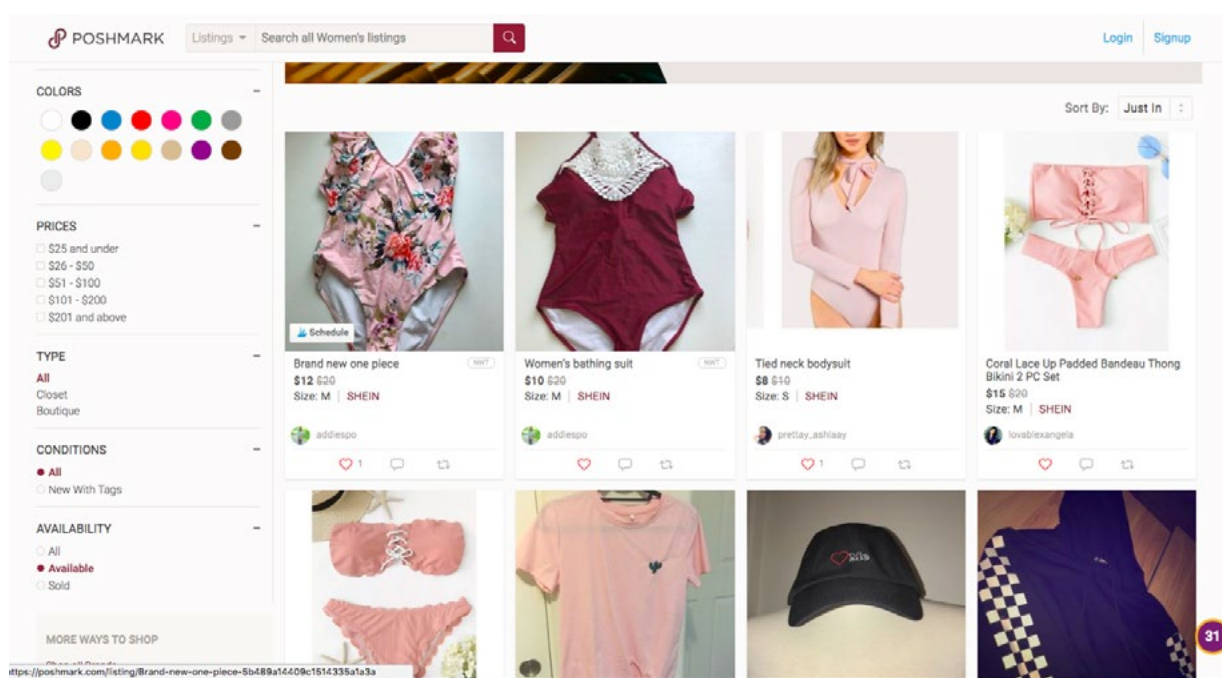 POSHMARK
Listings
Search all Women's listings
Login
Signup
COLORS
PRICES
$25 and under
$26 - $50
$51 - $100
$101 - $200
$201 and above
TYPE
All
Closet
Boutique
CONDITIONS
All
New With Tags
AVAILABILITY
All
Available
Sold
MORE WAYS TO SHOP
Shop all Brands
https://poshmark.com/listing/Brand-new-one-piece-5b489a14409c1514335a1a3a
Sort By: Just In
Schedule
Brand new one piece
NWT
$12 $20
Size: M | SHEIN
addiespo
1
Women's bathing suit
NWT
$10 $20
Size: M | SHEIN
addiespo
Tied neck bodysuit
$8 $10
Size: S | SHEIN
prettay_ashlaay
1
Coral Lace Up Padded Bandeau Thong
Bikini 2 PC Set
$15 $20
Size: M | SHEIN
lovablexangela
31